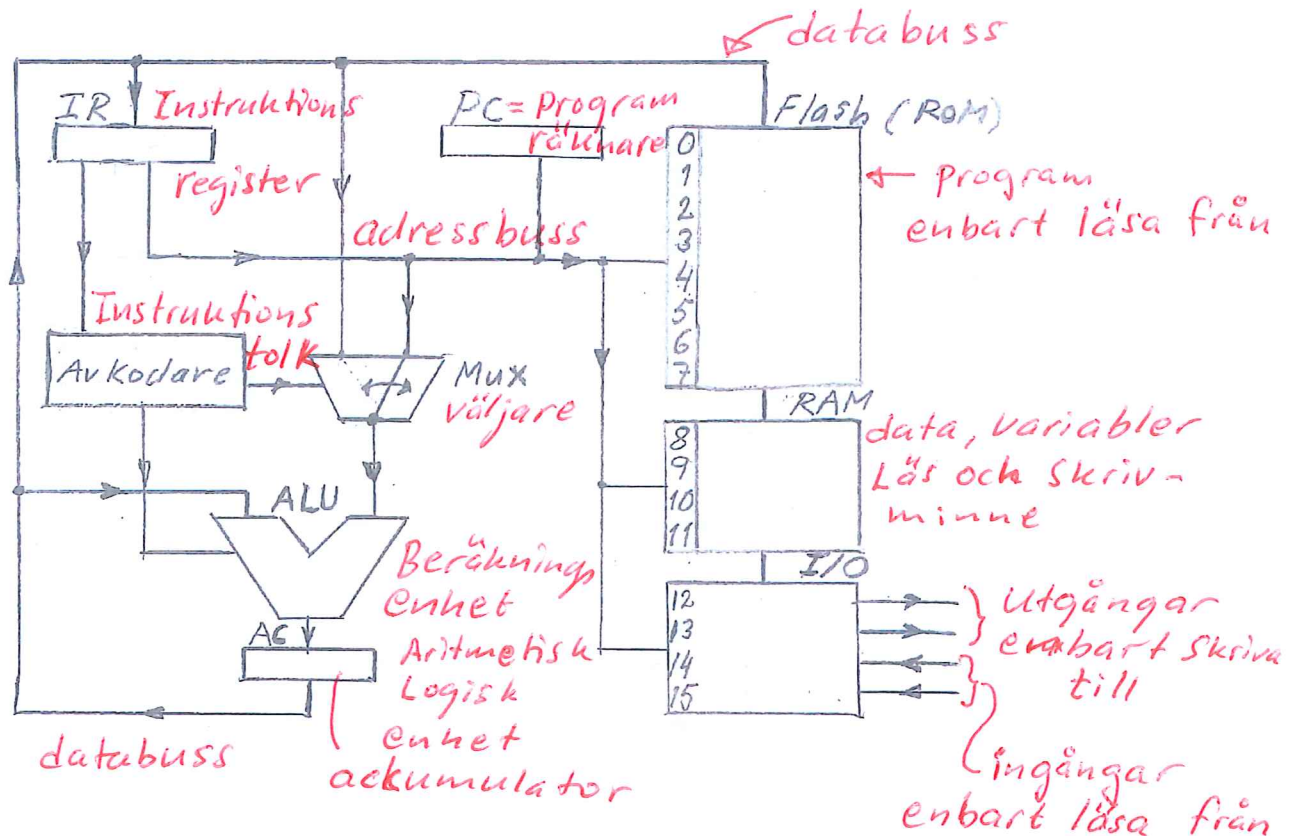 databuss
IR Instruktions
register
PC = Program
räknare
Flash (ROM)
0
1
2
3
4
5
6
7
← Program
enbart läsa från
adressbuss
Instruktions
tolk
Avkodare
Mux
väljare
RAM
8
9
10
11
data, variabler
Läs och Skriv-
minne
ALU
Beräknings
enhet
Aritmetisk
Logisk
enhet
AC
ackumulator
databuss
I/O
12
13
14
15
Utgångar
enbart Skriva
till
ingångar
enbart läsa från